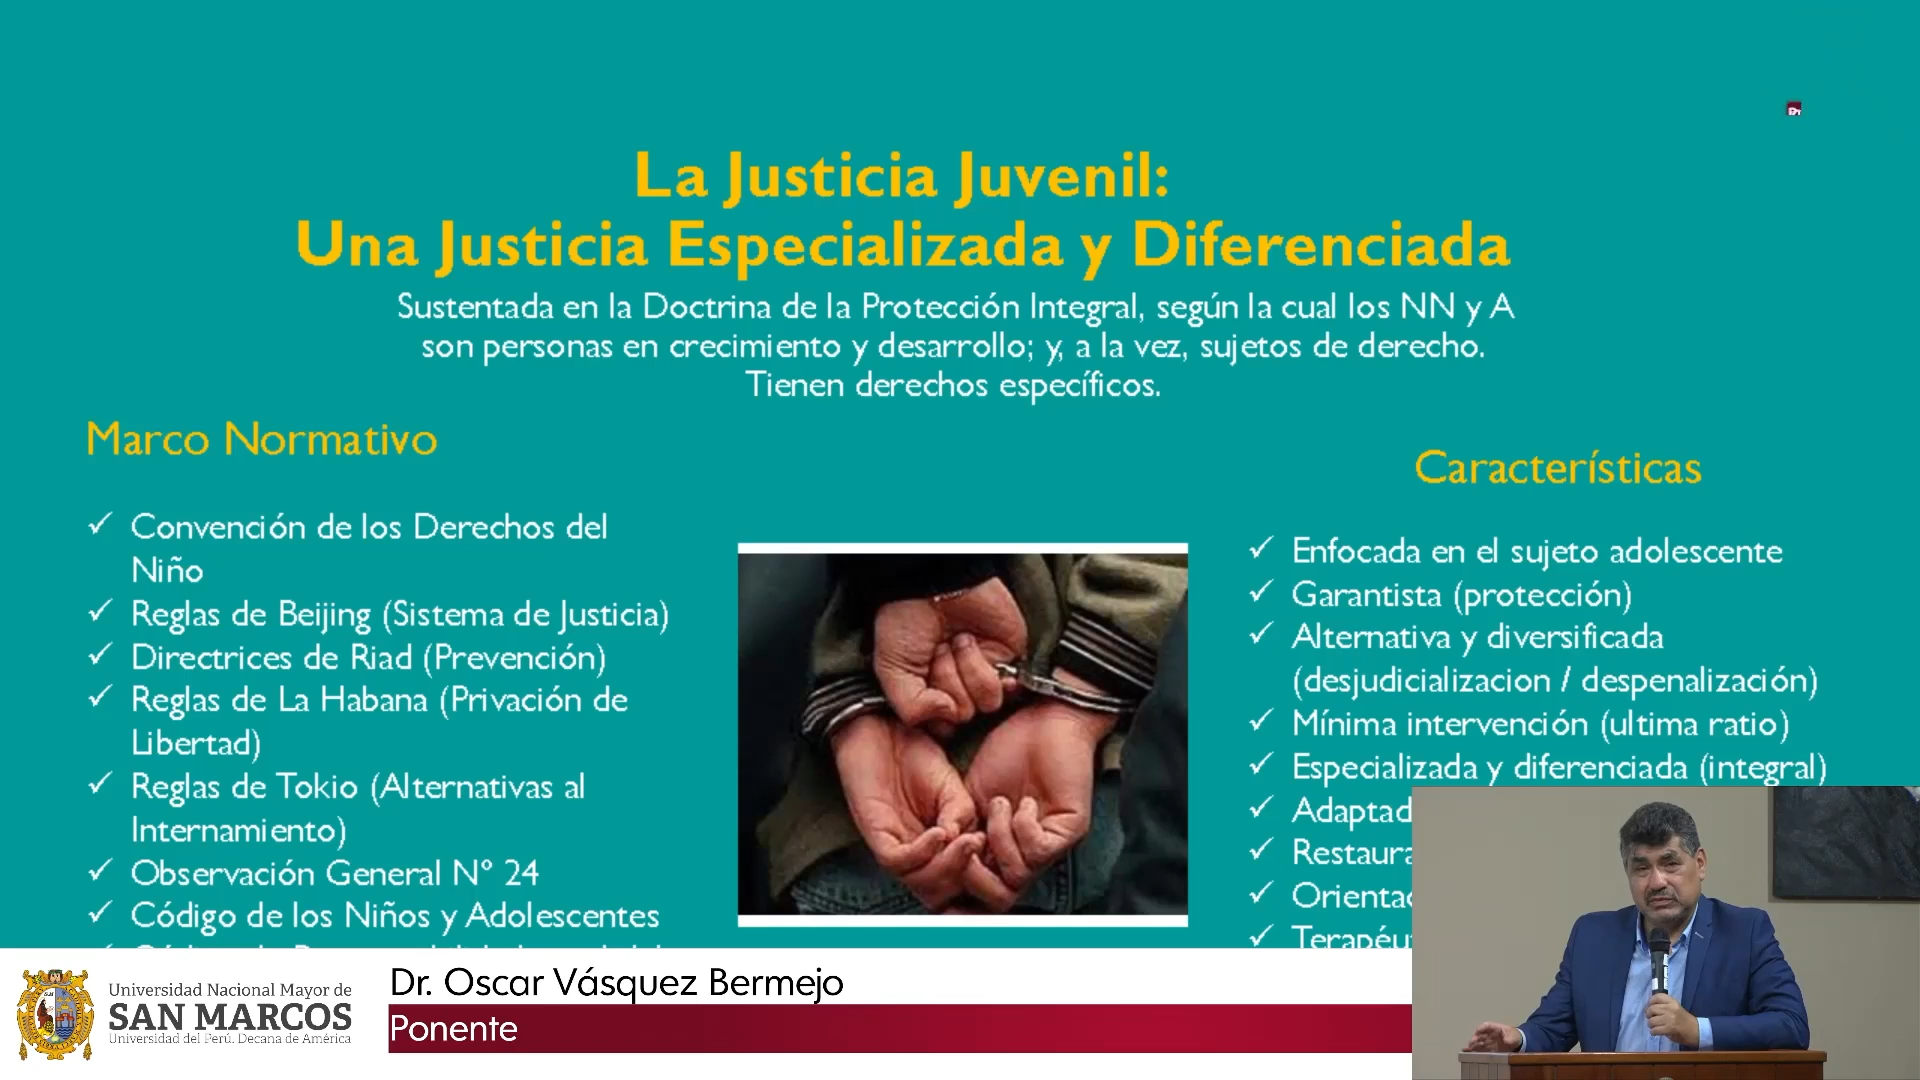 La Justicia Juvenil:
Una Justicia Especializada y Diferenciada
Sustentada en la Doctrina de la Protección Integral, según la cual los NN y A
son personas en crecimiento y desarrollo; y, a la vez, sujetos de derecho.
Tienen derechos específicos.
Marco Normativo
✓ Convención de los Derechos del
Niño
✓ Reglas de Beijing (Sistema de Justicia)
✓ Directrices de Riad (Prevención)
✓ Reglas de La Habana (Privación de
Libertad)
✓ Reglas de Tokio (Alternativas al
Internamiento)
✓ Observación General N° 24
✓ Código de los Niños y Adolescentes
Características
✓ Enfocada en el sujeto adolescente
✓ Garantista (protección)
✓ Alternativa y diversificada
(desjudicializacion / despenalización)
✓ Mínima intervención (ultima ratio)
✓ Especializada y diferenciada (integral)
Universidad Nacional Mayor de
SAN MARCOS
Universidad del Perú. Decana de América
Dr. Oscar Vásquez Bermejo
Ponente